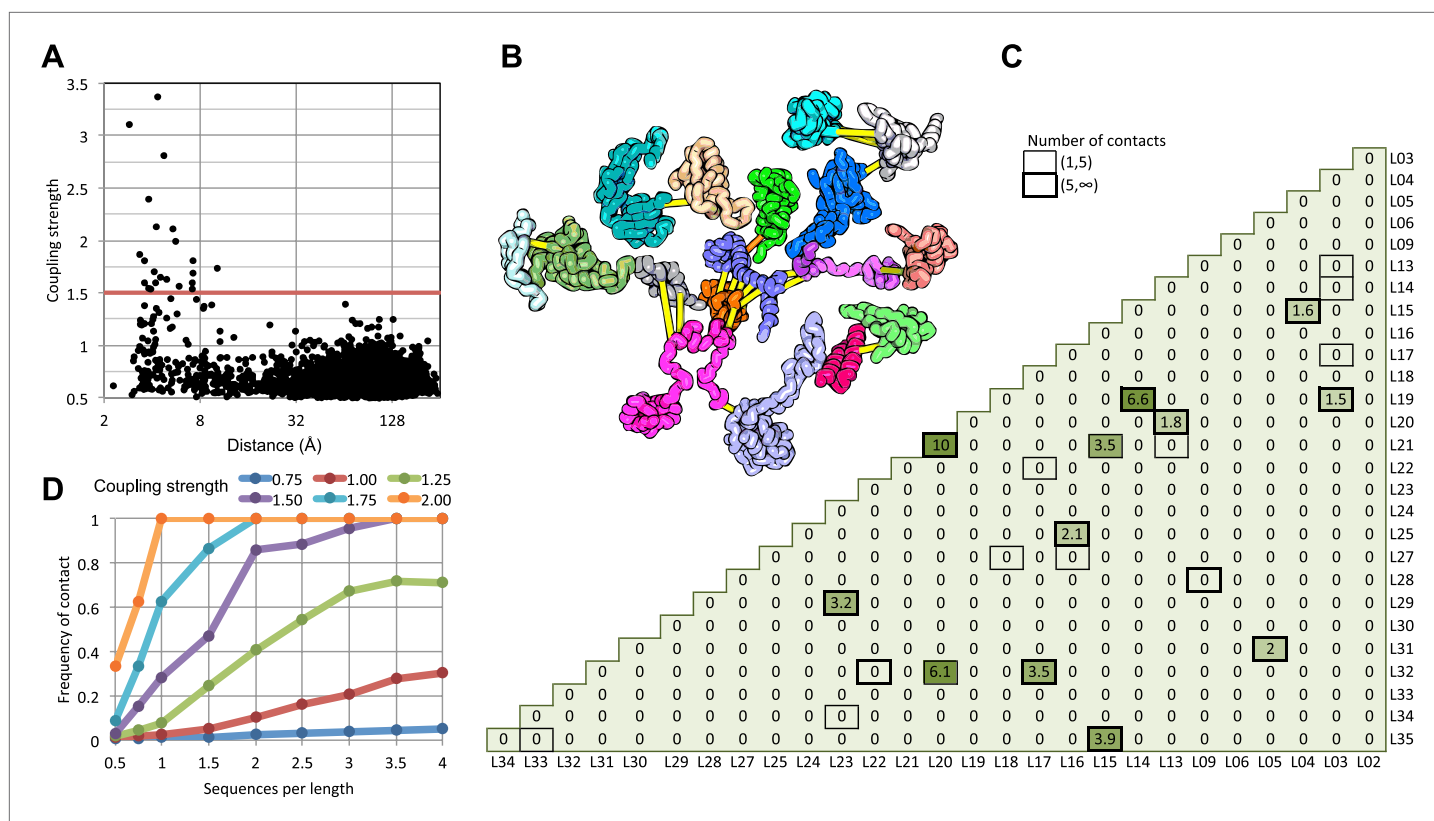 A
B
C
3.5
3
2.5
2
1.5
1
0.5
Coupling strength
2 8 32 128
Distance (Å)
Number of contacts
(1,5)
(5,∞)
0 L03
0 0 L04
0 0 0 L05
0 0 0 0 L06
0 0 0 0 0 L09
0 0 0 0 0 0 L13
0 0 0 0 0 0 0 L14
0 0 0 0 0 1.6 0 0 L15
0 0 0 0 0 0 0 0 0 L16
0 0 0 0 0 0 0 0 0 0 L17
0 0 0 0 0 0 0 0 0 0 0 L18
0 0 0 0 6.6 0 0 0 0 0 1.5 0 L19
0 0 0 0 0 0 1.8 0 0 0 0 0 0 L20
10 0 0 0 0 3.5 0 0 0 0 0 0 0 0 L21
0 0 0 0 0 0 0 0 0 0 0 0 0 0 0 L22
0 0 0 0 0 0 0 0 0 0 0 0 0 0 0 0 L23
0 0 0 0 0 0 0 0 0 0 0 0 0 0 0 0 0 L24
0 0 0 0 0 0 0 0 2.1 0 0 0 0 0 0 0 0 0 L25
0 0 0 0 0 0 0 0 0 0 0 0 0 0 0 0 0 0 0 L27
0 0 0 0 0 0 0 0 0 0 0 0 0 0 0 0 0 0 0 0 L28
0 0 0 0 3.2 0 0 0 0 0 0 0 0 0 0 0 0 0 0 0 0 L29
0 0 0 0 0 0 0 0 0 0 0 0 0 0 0 0 0 0 0 0 0 0 L30
0 0 0 0 0 0 0 0 0 0 0 0 0 0 0 0 0 0 0 2 0 0 0 L31
0 0 0 0 0 0 0 0 0 0 6.1 0 0 3.5 0 0 0 0 0 0 0 0 0 0 L32
0 0 0 0 0 0 0 0 0 0 0 0 0 0 0 0 0 0 0 0 0 0 0 0 0 L33
0 0 0 0 0 0 0 0 0 0 0 0 0 0 0 0 0 0 0 0 0 0 0 0 0 0 L34
0 0 0 0 0 0 0 0 0 0 0 0 0 0 0 0 0 0 3.9 0 0 0 0 0 0 0 0 L35
L34 L33 L32 L31 L30 L29 L28 L27 L25 L24 L23 L22 L21 L20 L19 L18 L17 L16 L15 L14 L13 L09 L06 L05 L04 L03 L02
D
Coupling strength
0.75 1.00 1.25
1.50 1.75 2.00
1
0.8
0.6
0.4
0.2
0
Frequency of contact
0.5 1 1.5 2 2.5 3 3.5 4
Sequences per length